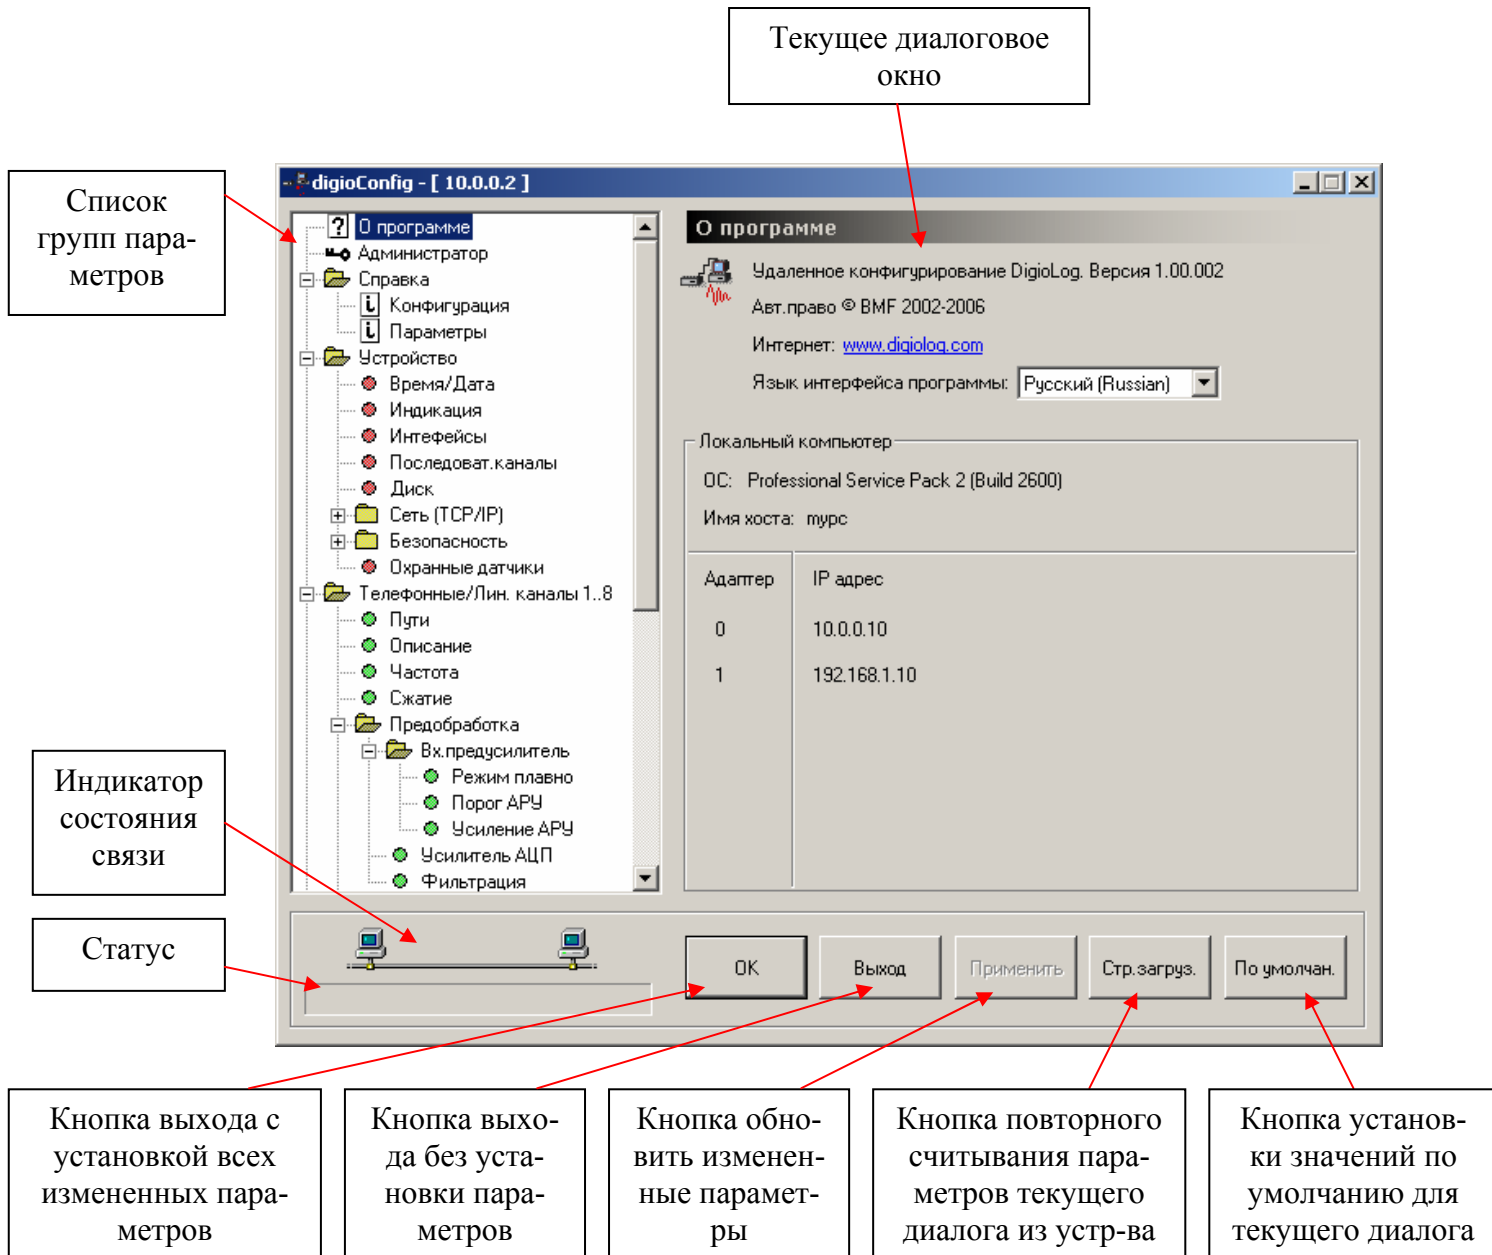 Текущее диалоговое
окно
Список
групп пара-
метров
digioConfig - [ 10.0.0.2 ]
О программе
Администратор
Справка
Конфигурация
Параметры
Устройство
Время/Дата
Индикация
Интефейсы
Последоват.каналы
Диск
Сеть (TCP/IP)
Безопасность
Охранные датчики
Телефонные/Лин. каналы 1..8
Пути
Описание
Частота
Сжатие
Предобработка
Вх.предусилитель
Режим плавно
Порог АРУ
Усиление АРУ
Усилитель АЦП
Фильтрация
О программе
Удаленное конфигурирование DigioLog. Версия 1.00.002
Авт.право © BMF 2002-2006
Интернет: www.digiolog.com
Язык интерфейса программы: Русский (Russian)
Локальный компьютер
ОС: Professional Service Pack 2 (Build 2600)
Имя хоста: mypc
Адаптер IP адрес
0 10.0.0.10
1 192.168.1.10
Индикатор
состояния
связи
Статус
OK Выход Применить Стр.загруз. По умолчан.
Кнопка выхода с
установкой всех
измененных пара-
метров
Кнопка выхо-
да без уста-
новки пара-
метров
Кнопка обно-
вить изменен-
ные парамет-
ры
Кнопка повторного
считывания пара-
метров текущего
диалога из устр-ва
Кнопка установ-
ки значений по
умолчанию для
текущего диалога